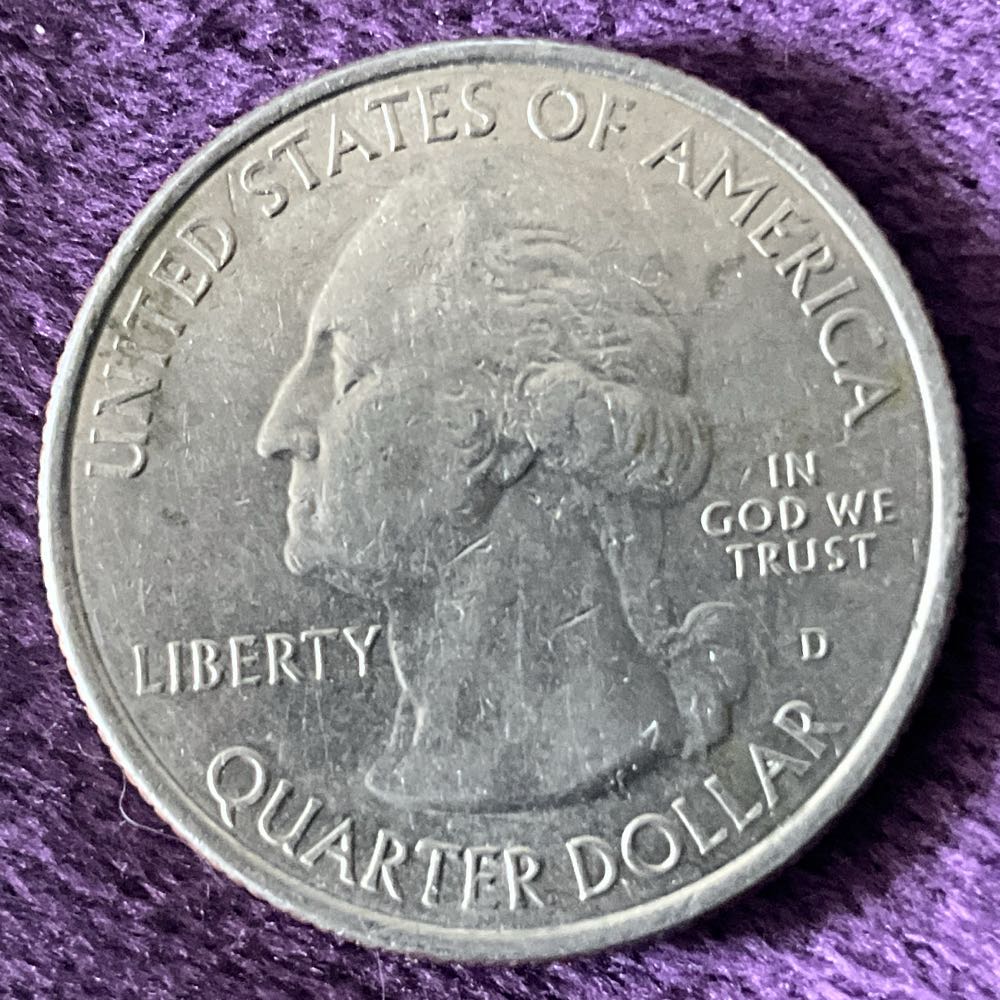 UNITED STATES OF AMERICA
IN
GOD WE
TRUST
LIBERTY
D
QUARTER DOLLAR